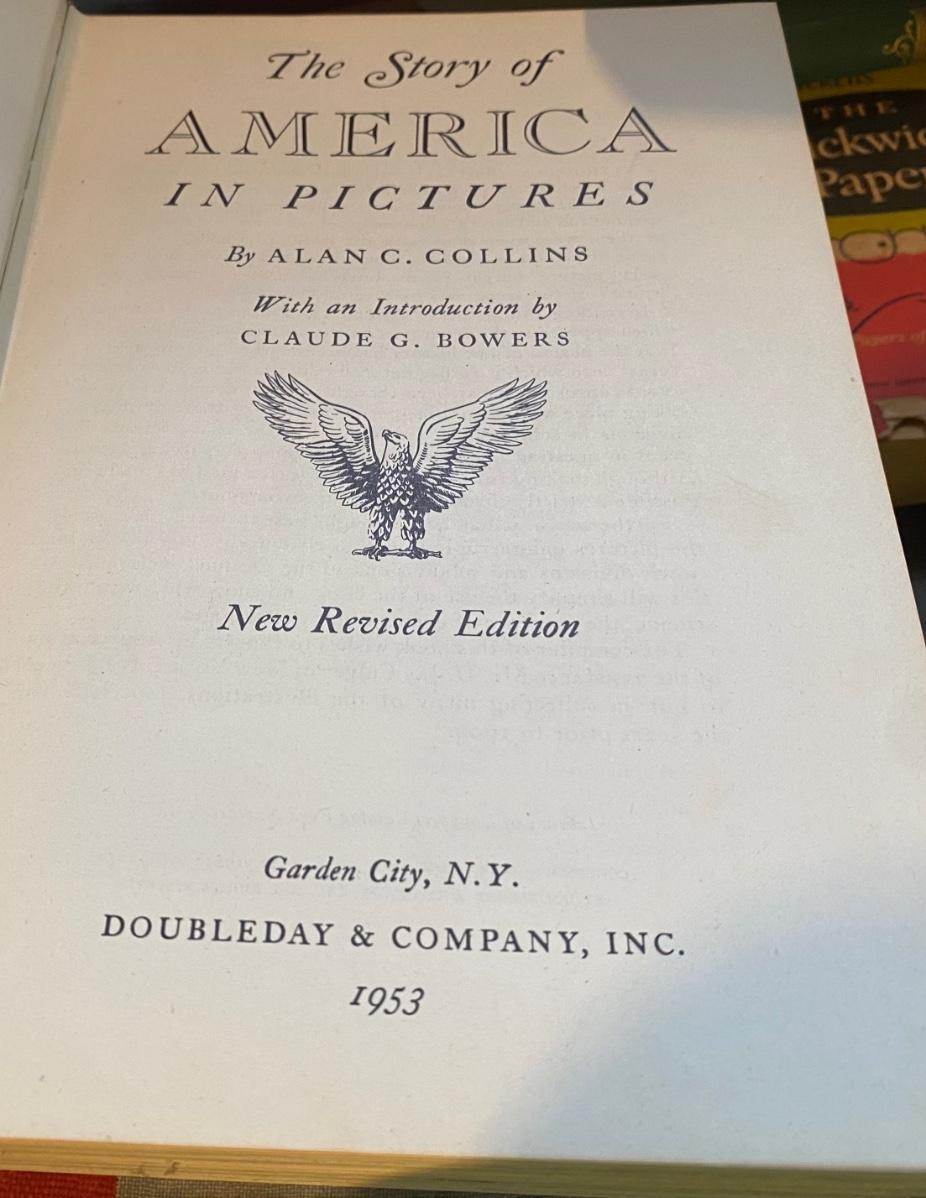 The Story of
AMERICA
IN PICTURES
By ALAN C. COLLINS
With an Introduction by
CLAUDE G. BOWERS
New Revised Edition
Garden City, N.Y.
DOUBLEDAY & COMPANY, INC.
1953
THE